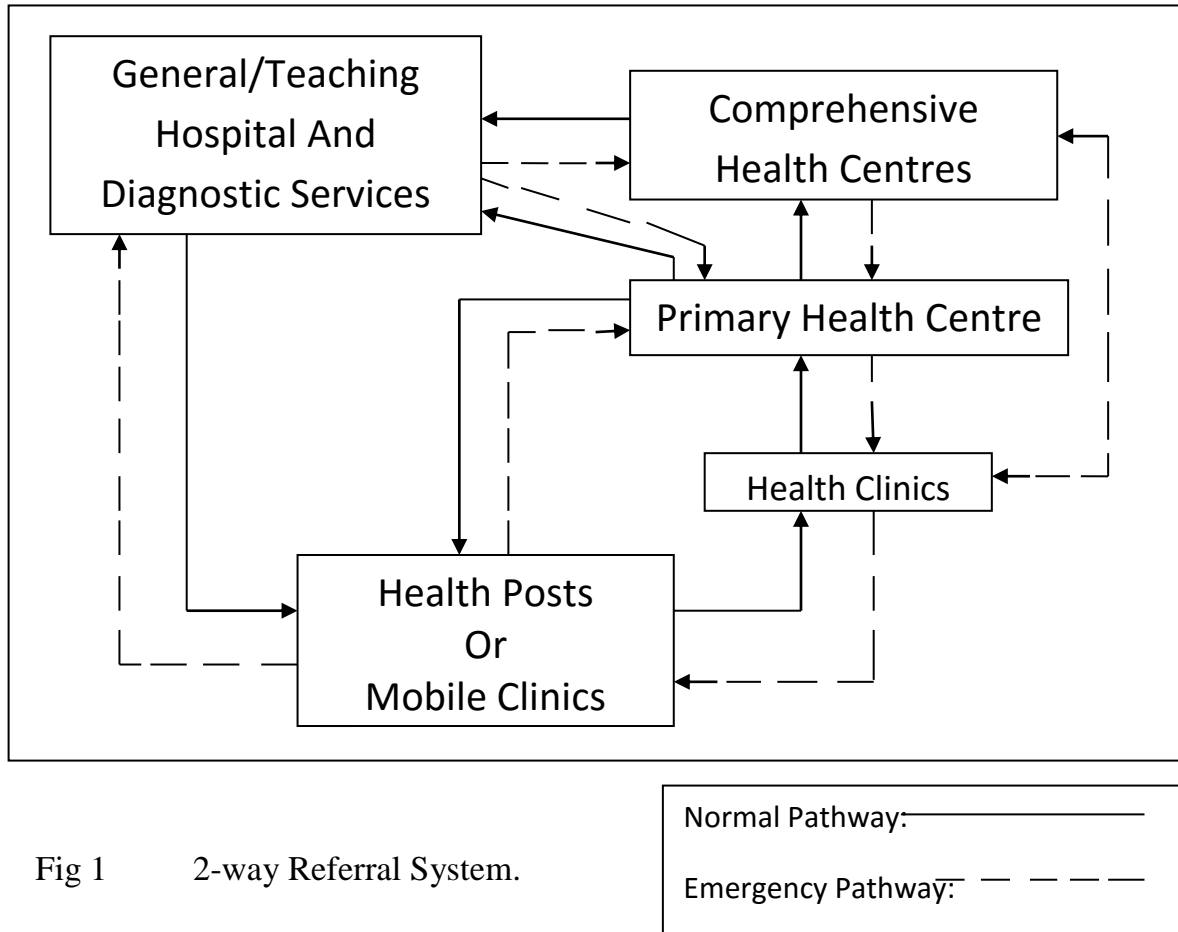 General/Teaching
Hospital And
Diagnostic Services
Comprehensive
Health Centres
Primary Health Centre
Health Clinics
Health Posts
Or
Mobile Clinics
Fig 1 2-way Referral System.
Normal Pathway:
Emergency Pathway: